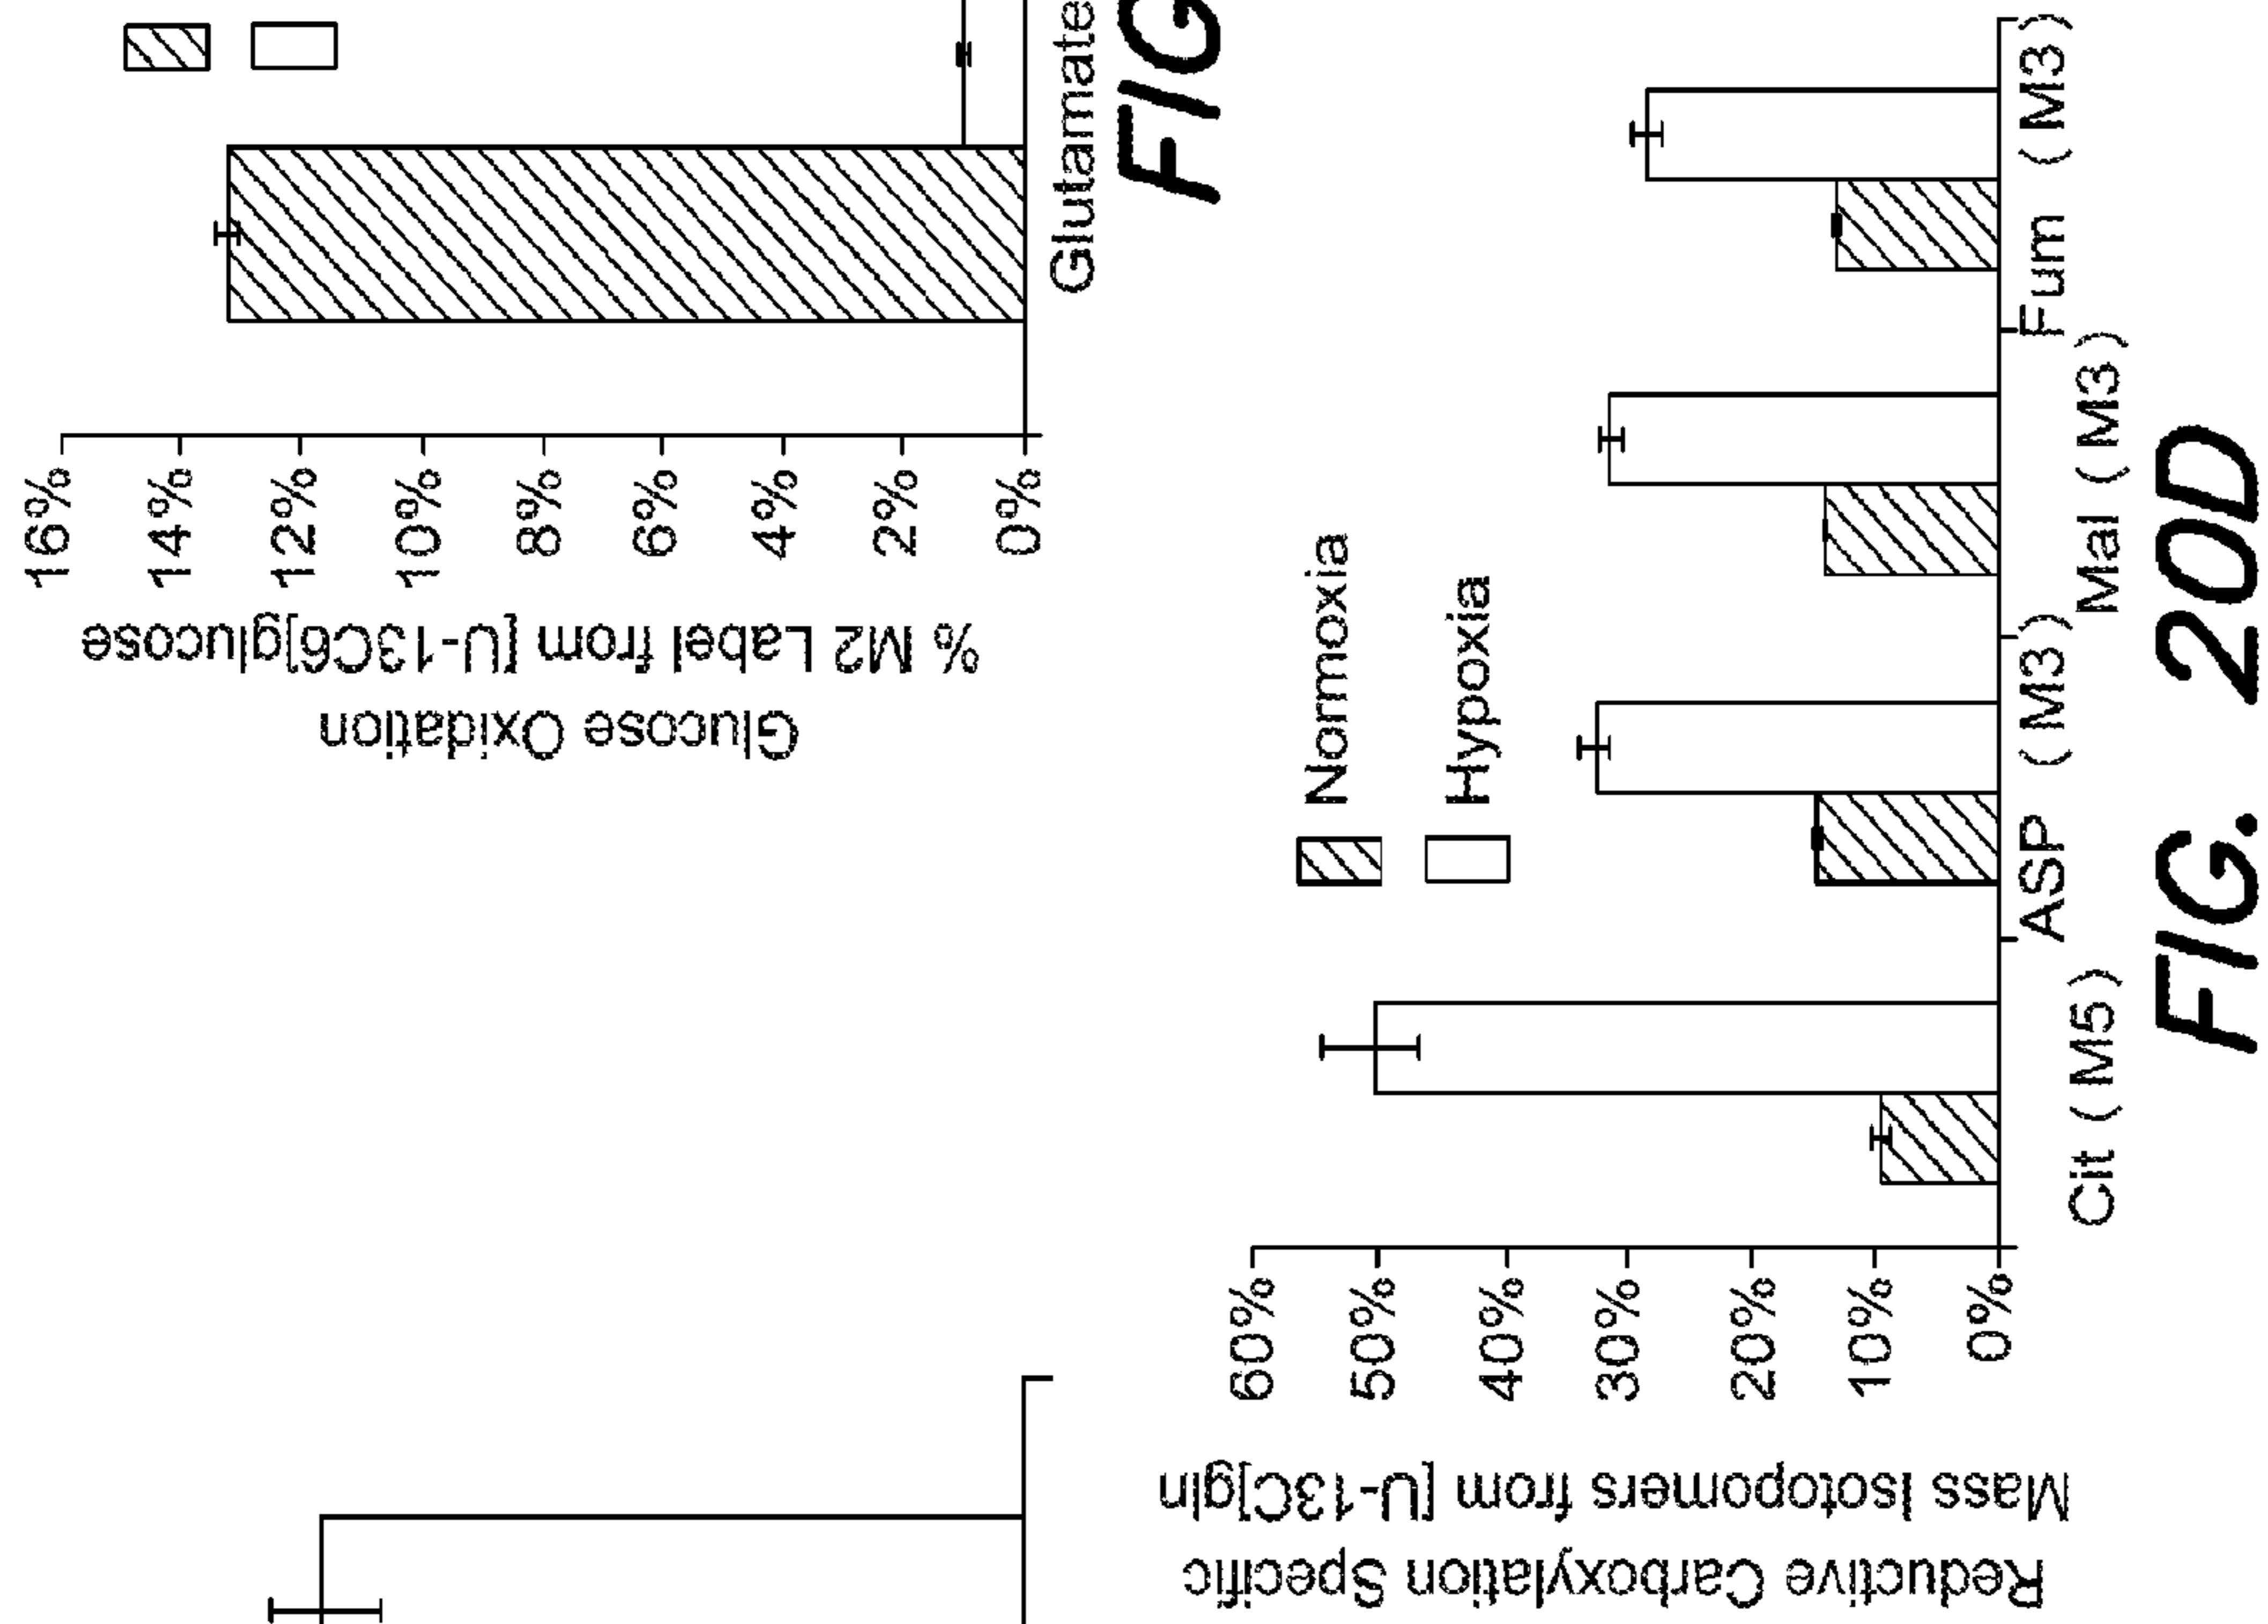 16%
14%
12%
10%
8%
6%
4%
2%
0%
Glucose Oxidation
% M2 Label from [U-13C6]glucose
Glutamate
FIG
Normoxia
Hypoxia
60%
50%
40%
30%
20%
10%
0%
Reductive Carboxylation Specific
Mass Isotopomers from [U-13C]gln
Cit (M5)
ASP (M3)
Mal (M3)
Fum (M3)
FIG. 20D